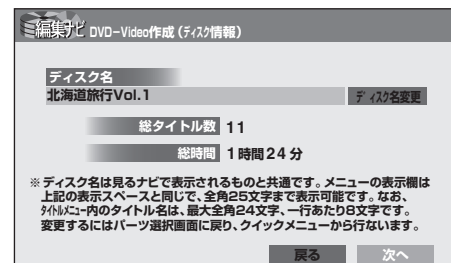 編集ナビ DVD-Video作成（ディスク情報）
ディスク名
北海道旅行Vol.1 ディスク名変更
総タイトル数 11
総時間 1時間24分
※ディスク名は見るナビで表示されるものと共通です。メニューの表示欄は
上記の表示スペースと同じで、全角25文字まで表示可能です。なお、
タイトルメニュー内のタイトル名は、最大全角24文字、一行あたり8文字です。
変更するにはパーツ選択画面に戻り、クイックメニューから行ないます。
戻る 次へ